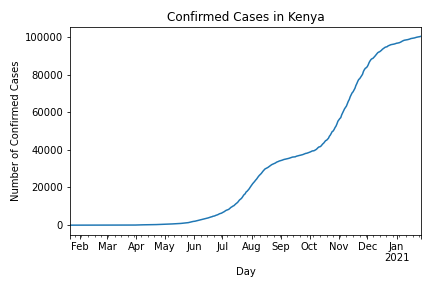 Confirmed Cases in Kenya
Number of Confirmed Cases
100000
80000
60000
40000
20000
0
Feb Mar Apr May Jun Jul Aug Sep Oct Nov Dec Jan
2021
Day